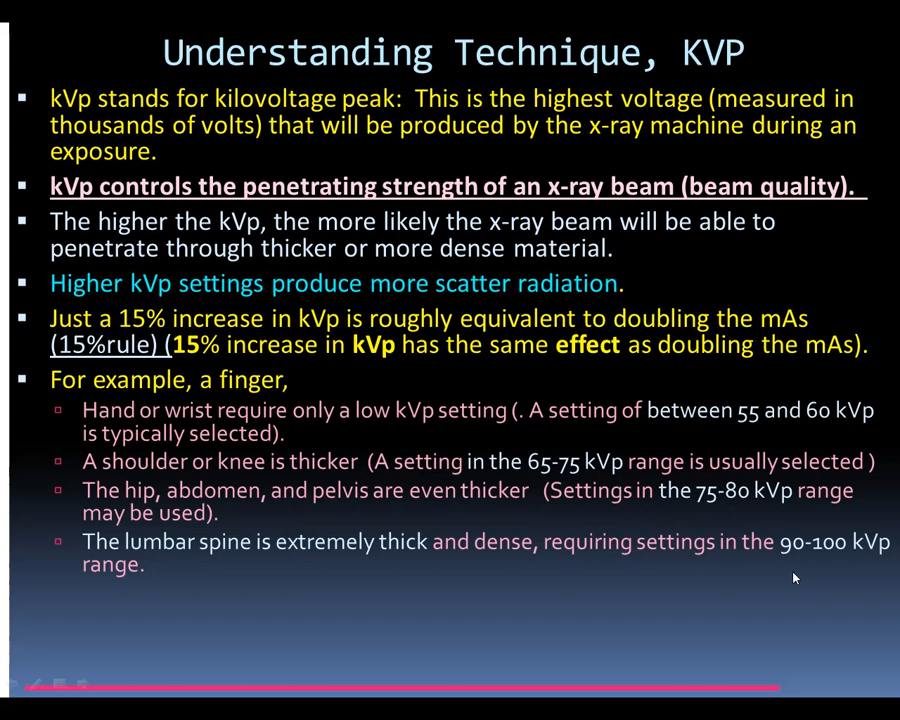 Understanding Technique, KVP
▪ kVp stands for kilovoltage peak: This is the highest voltage (measured in
thousands of volts) that will be produced by the x-ray machine during an
exposure.
▪ kVp controls the penetrating strength of an x-ray beam (beam quality).
▪ The higher the kVp, the more likely the x-ray beam will be able to
penetrate through thicker or more dense material.
▪ Higher kVp settings produce more scatter radiation.
▪ Just a 15% increase in kVp is roughly equivalent to doubling the mAs
(15%rule) (15% increase in kVp has the same effect as doubling the mAs).
▪ For example, a finger,
▫ Hand or wrist require only a low kVp setting (. A setting of between 55 and 60 kVp
is typically selected).
▫ A shoulder or knee is thicker (A setting in the 65-75 kVp range is usually selected )
▫ The hip, abdomen, and pelvis are even thicker (Settings in the 75-80 kVp range
may be used).
▫ The lumbar spine is extremely thick and dense, requiring settings in the 90-100 kVp
range.